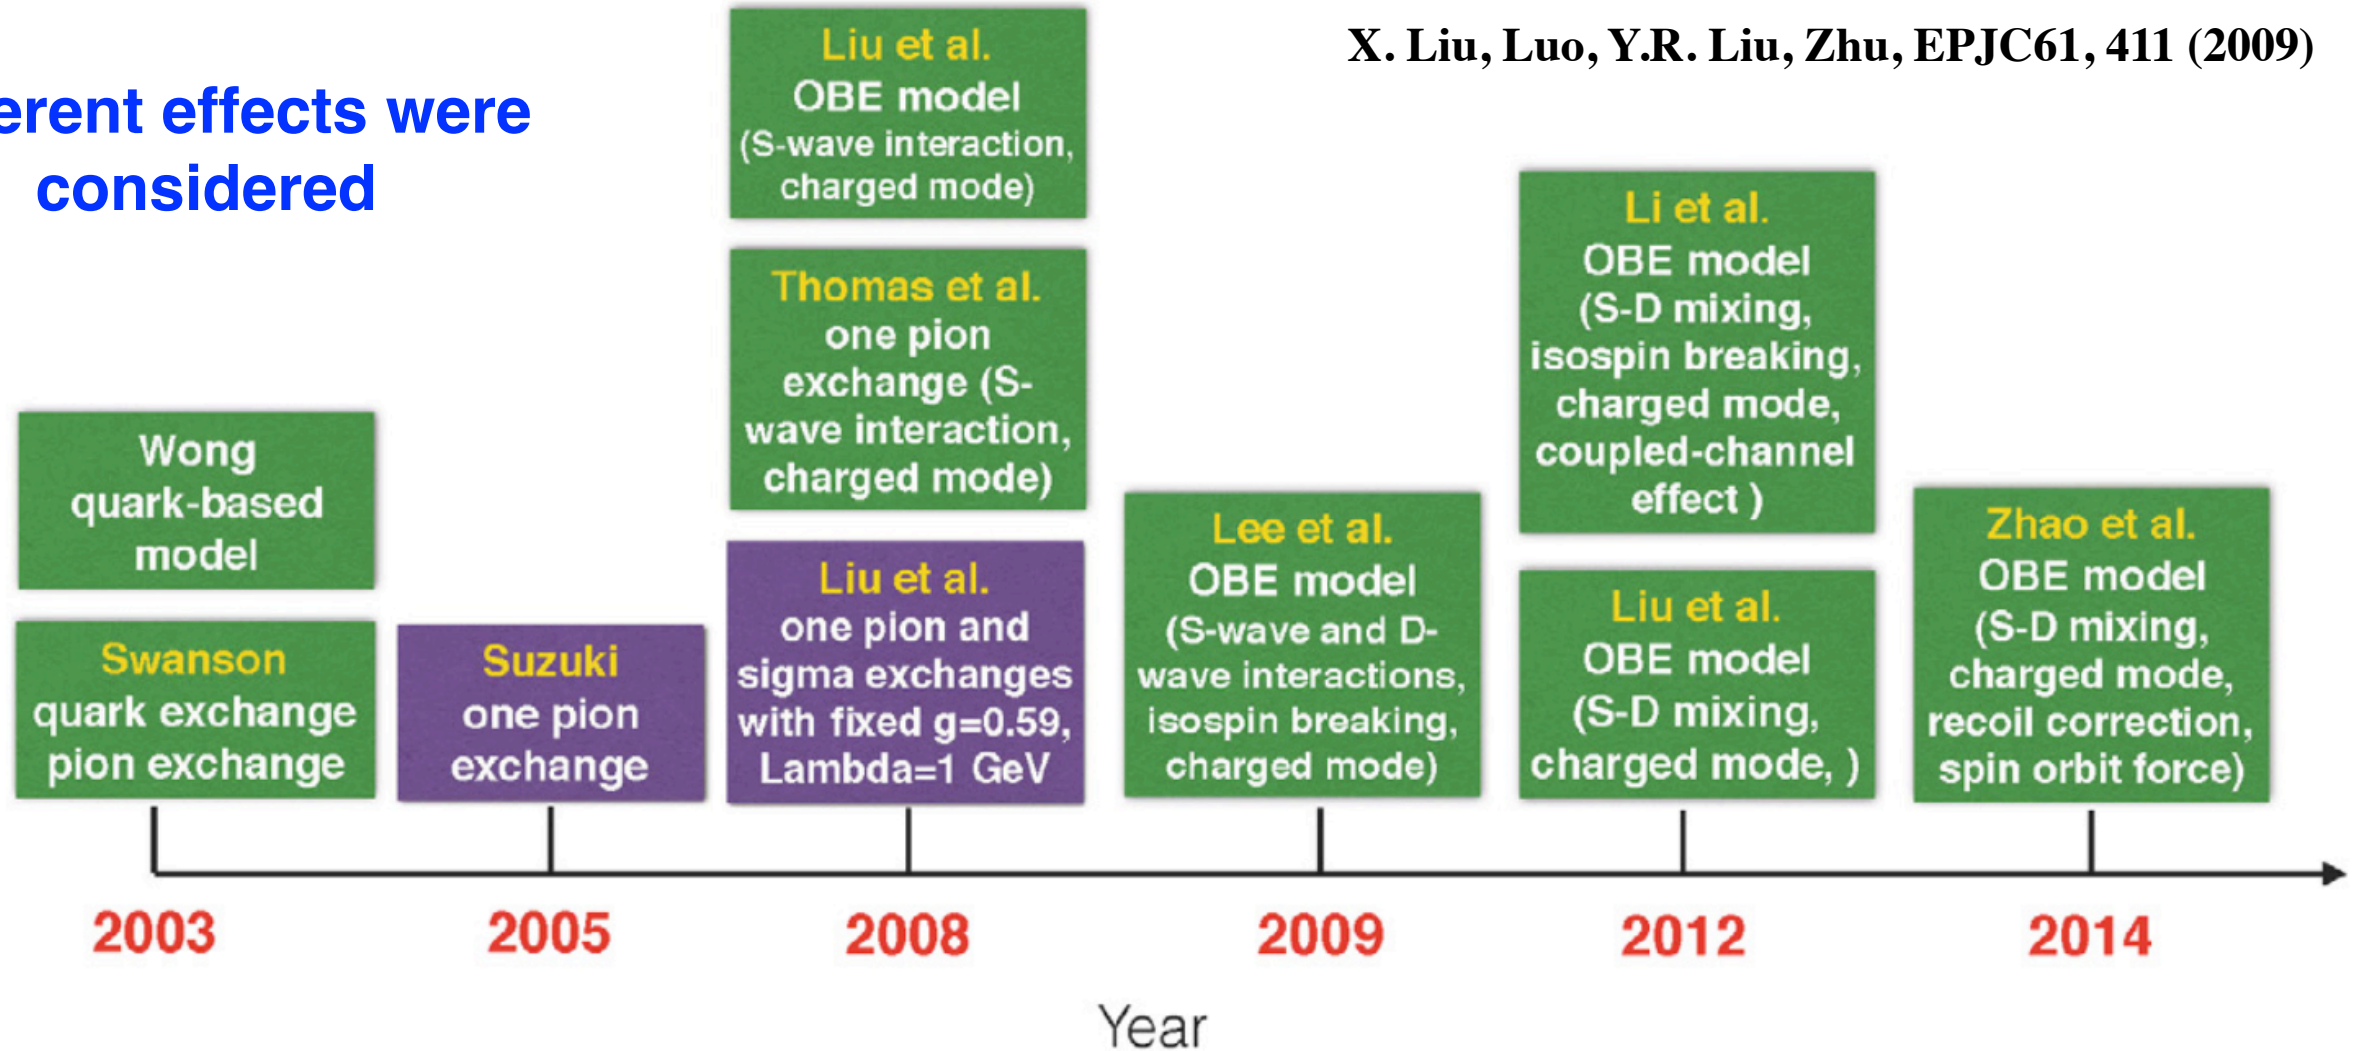 erent effects were
considered
X. Liu, Luo, Y.R. Liu, Zhu, EPJC61, 411 (2009)
Wong
quark-based
model
Swanson
quark exchange
pion exchange
Suzuki
one pion
exchange
Liu et al.
OBE model
(S-wave interaction,
charged mode)
Thomas et al.
one pion
exchange (S-
wave interaction,
charged mode)
Liu et al.
one pion and
sigma exchanges
with fixed g=0.59,
Lambda=1 GeV
Lee et al.
OBE model
(S-wave and D-
wave interactions,
isospin breaking,
charged mode)
Li et al.
OBE model
(S-D mixing,
isospin breaking,
charged mode,
coupled-channel
effect )
Liu et al.
OBE model
(S-D mixing,
charged mode, )
Zhao et al.
OBE model
(S-D mixing,
charged mode,
recoil correction,
spin orbit force)
2003
2005
2008
2009
2012
2014
Year